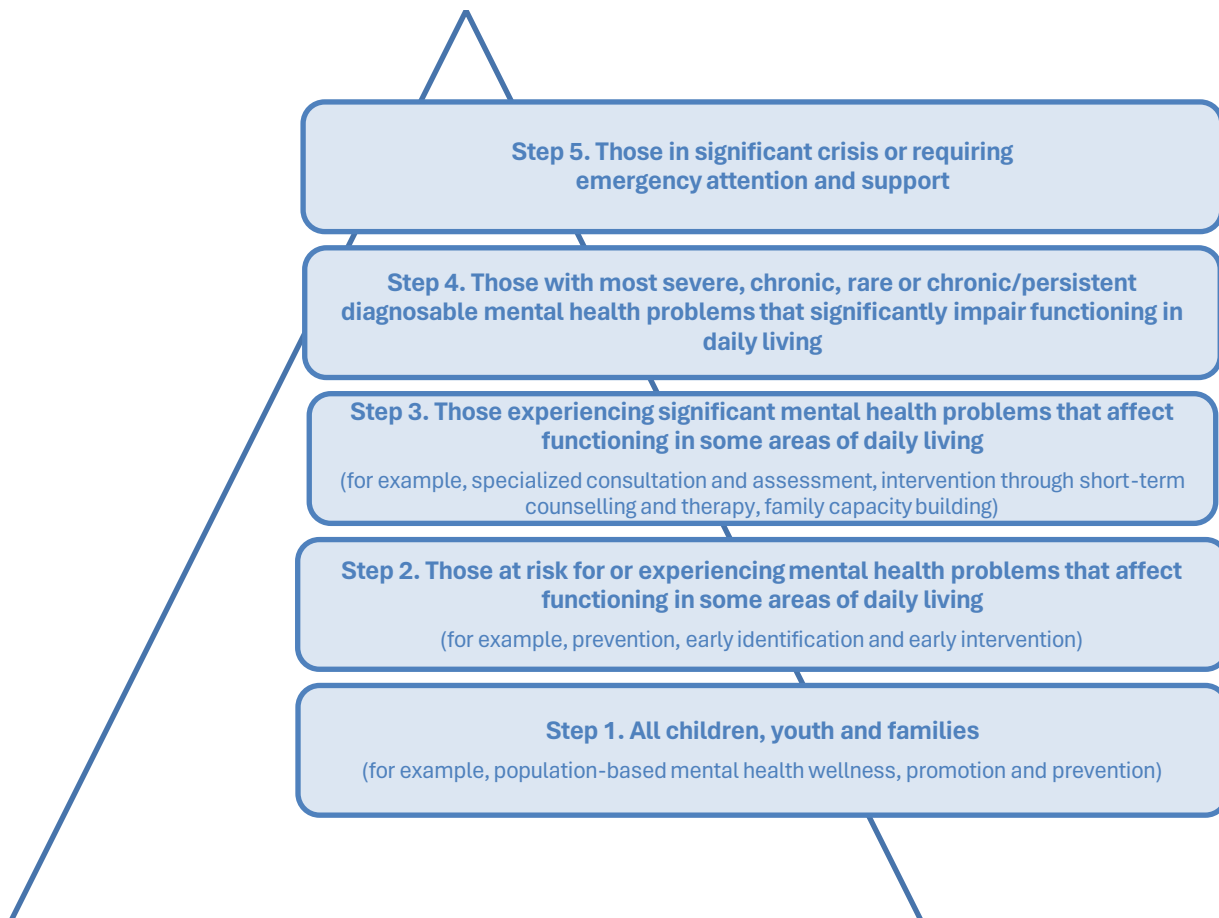 Step 5. Those in significant crisis or requiring
emergency attention and support
Step 4. Those with most severe, chronic, rare or chronic/persistent
diagnosable mental health problems that significantly impair functioning in
daily living
Step 3. Those experiencing significant mental health problems that affect
functioning in some areas of daily living
(for example, specialized consultation and assessment, intervention through short-term
counselling and therapy, family capacity building)
Step 2. Those at risk for or experiencing mental health problems that affect
functioning in some areas of daily living
(for example, prevention, early identification and early intervention)
Step 1. All children, youth and families
(for example, population-based mental health wellness, promotion and prevention)